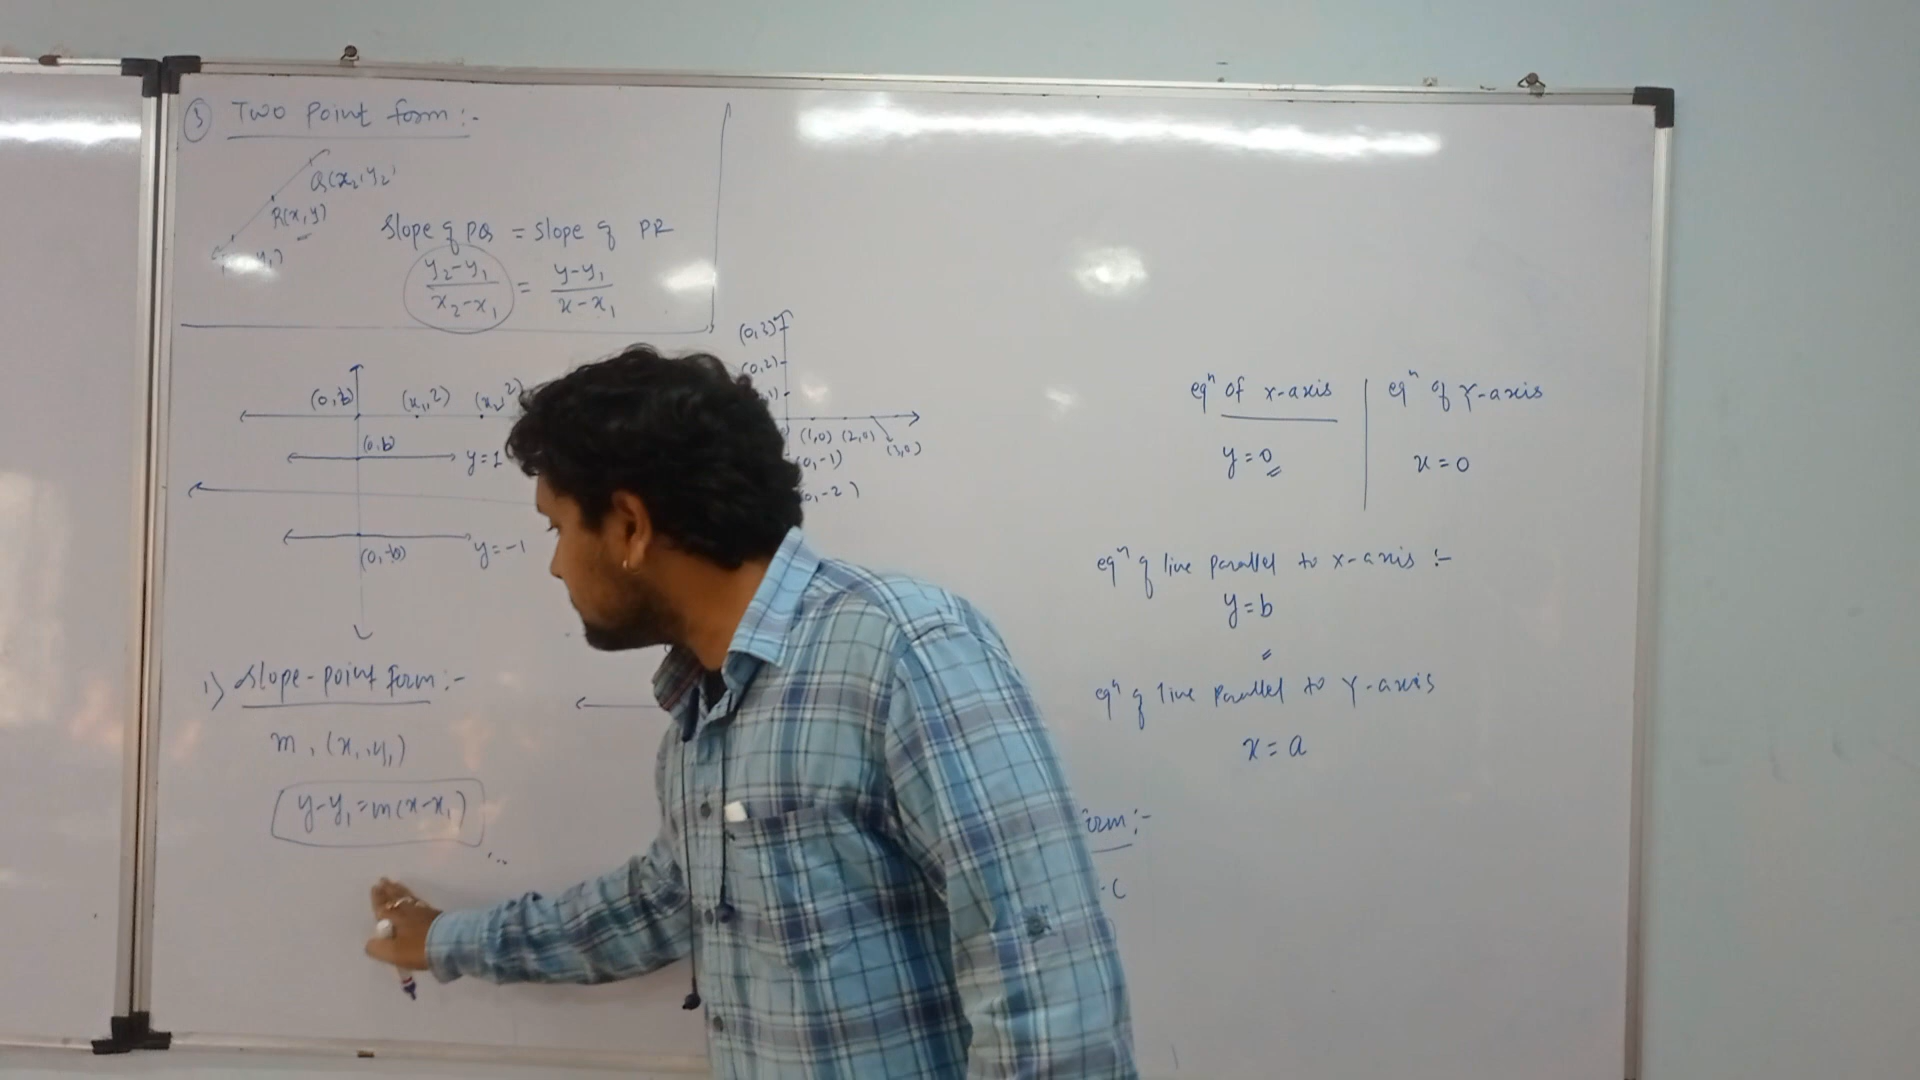 3 Two Point form:-
Q(x₂, y₂)
R(x, y)
Slope of PQ = Slope of PR
y₂-y₁/x₂-x₁ = y-y₁/x-x₁
(x₁, 2) (x₂, 2)
(0, b)
y=1
(0, -b) y=-1
(0, 3)
(0, 2)
(1, 0) (2, 0) (3, 0)
(0, -1)
(0, -2)
1) Slope-point form:-
m, (x₁, y₁)
y-y₁=m(x-x₁)
eqⁿ of x-axis
y=0
eqⁿ of Y-axis
x=0
eqⁿ of line parallel to x-axis :-
y=b
eqⁿ of line parallel to Y-axis
x=a
orm:-
C